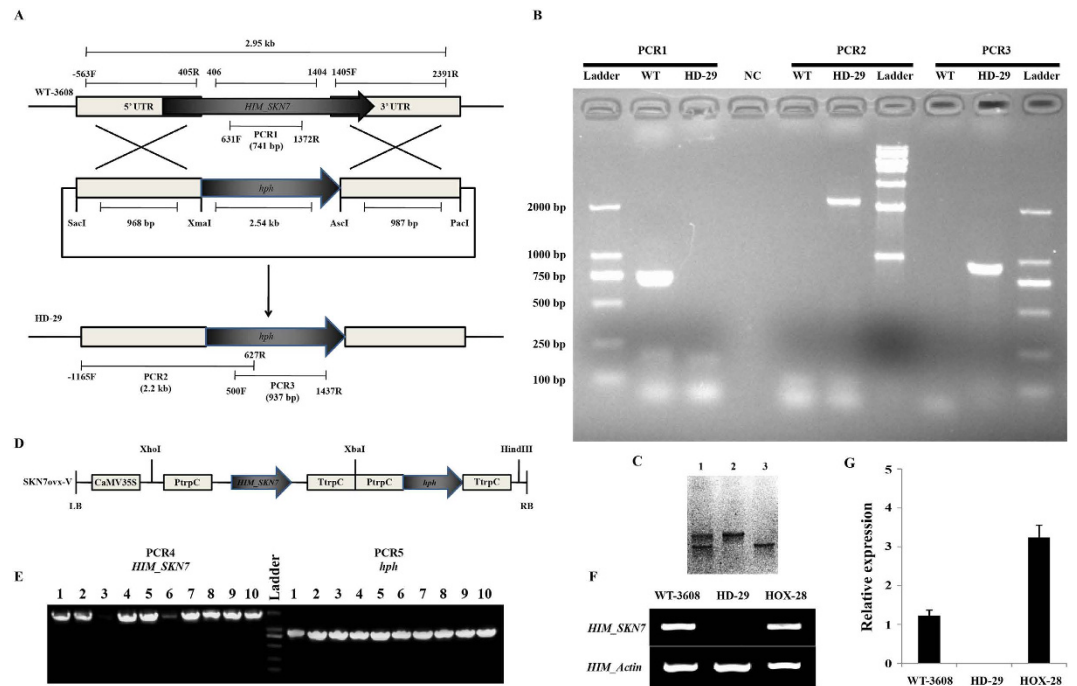 A
2.95 kb
-563F 405R 406 1404 1405F 2391R
WT-3608
5' UTR HIM_SKN7 3' UTR
631F PCR1 1372R
(741 bp)
hph
SacI 968 bp XmaI 2.54 kb AscI 987 bp PacI
HD-29
hph
627R
-1165F PCR2
(2.2 kb)
500F PCR3 1437R
(937 bp)
B
PCR1 PCR2 PCR3
Ladder WT HD-29 NC WT HD-29 Ladder WT HD-29 Ladder
2000 bp
1000 bp
750 bp
500 bp
250 bp
100 bp
D
XhoI XbaI HindIII
SKN7ovx-V CaMV35S PtrpC HIM_SKN7 TtrpC PtrpC hph TtrpC
LB RB
C
1 2 3
E
PCR4 PCR5
HIM_SKN7 hph
1 2 3 4 5 6 7 8 9 10 Ladder 1 2 3 4 5 6 7 8 9 10
F
WT-3608 HD-29 HOX-28
HIM_SKN7
HIM_Actin
G
Relative expression
5
4
3
2
1
0
WT-3608 HD-29 HOX-28